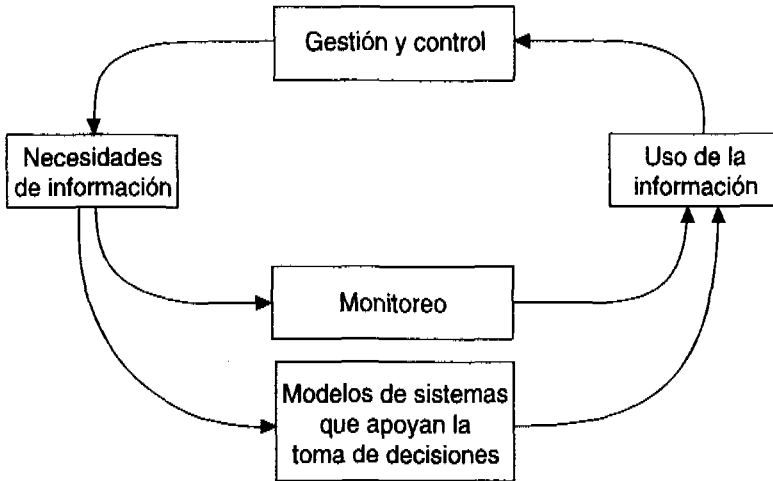 Gestión y control
Necesidades
de información
Uso de la
información
Monitoreo
Modelos de sistemas
que apoyan la
toma de decisiones